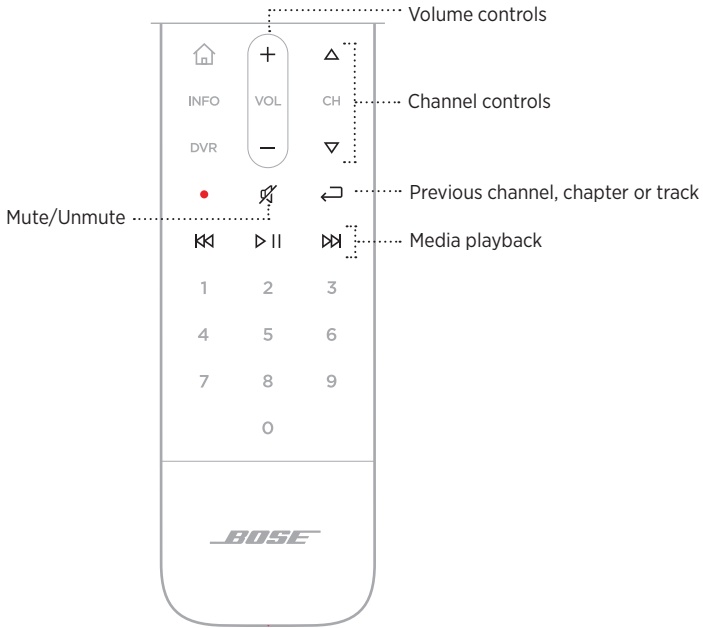 Volume controls
INFO VOL CH Channel controls
DVR
Previous channel, chapter or track
Mute/Unmute
Media playback
1 2 3
4 5 6
7 8 9
0
BOSE